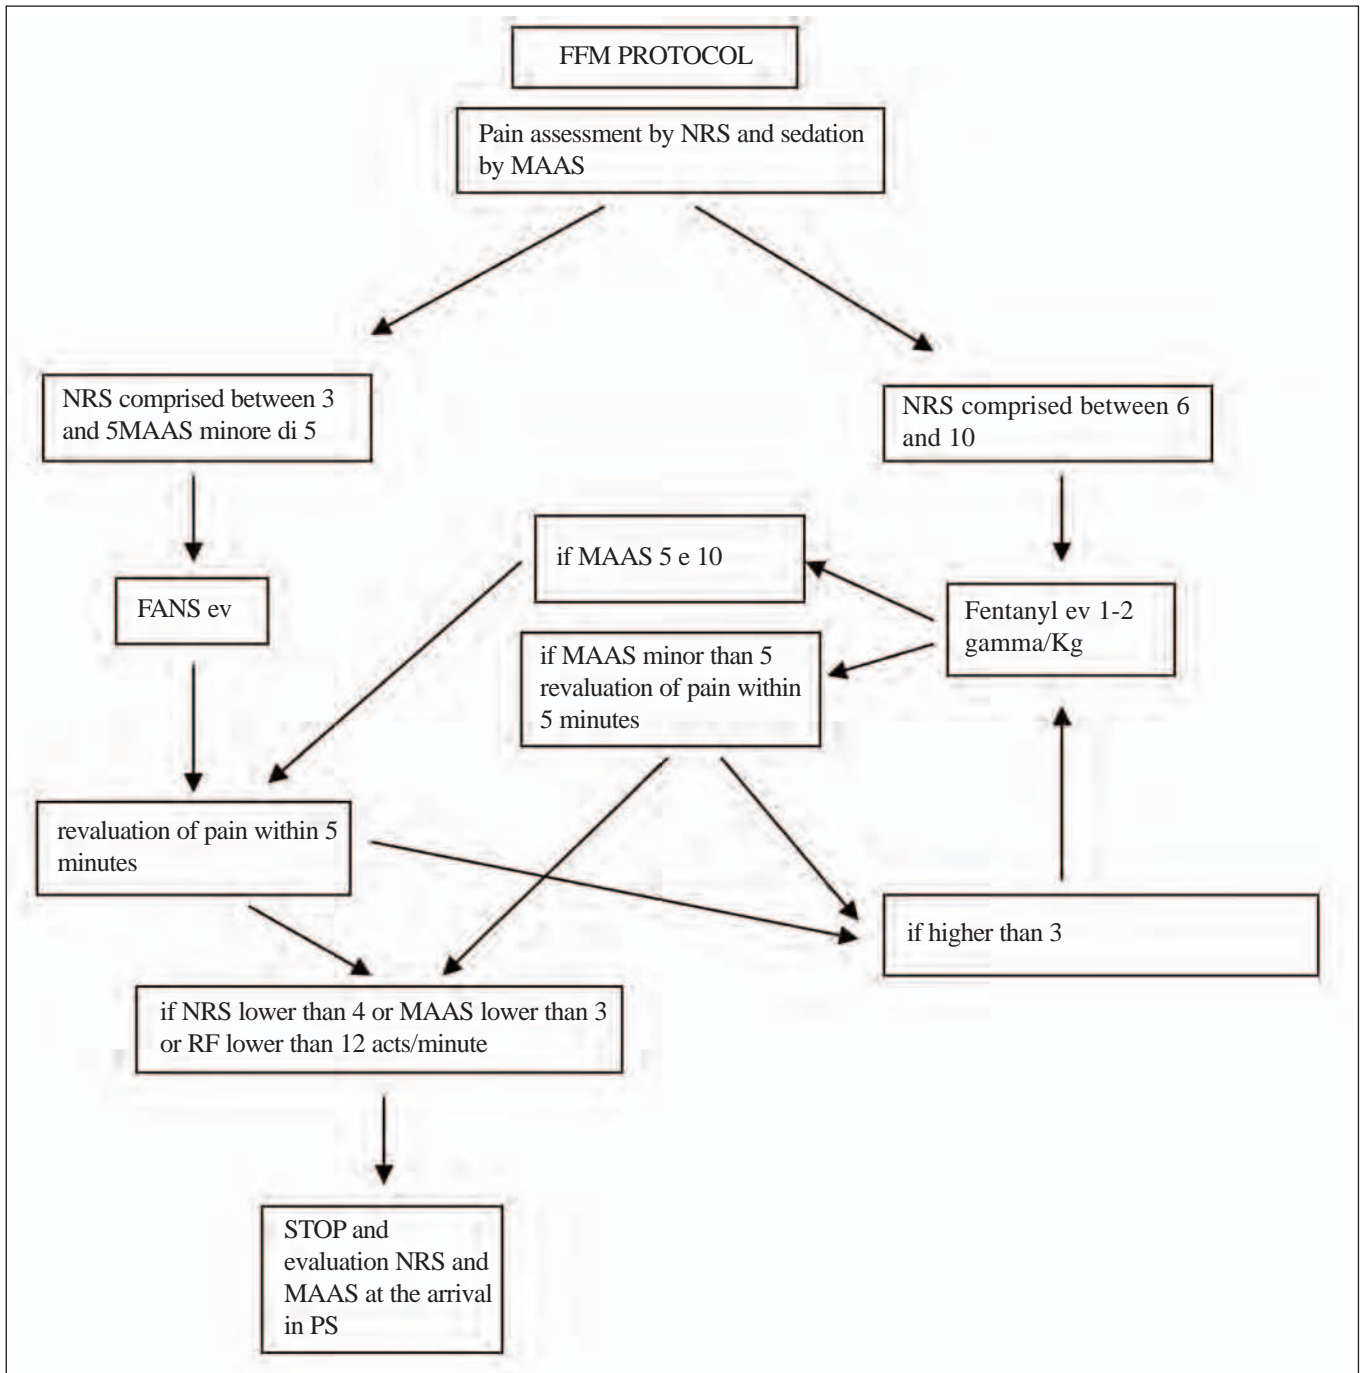 FFM PROTOCOL
Pain assessment by NRS and sedation
by MAAS
NRS comprised between 3
and 5MAAS minore di 5
NRS comprised between 6
and 10
if MAAS 5 e 10
FANS ev
Fentanyl ev 1-2
gamma/Kg
if MAAS minor than 5
revaluation of pain within
5 minutes
revaluation of pain within 5
minutes
if higher than 3
if NRS lower than 4 or MAAS lower than 3
or RF lower than 12 acts/minute
STOP and
evaluation NRS and
MAAS at the arrival
in PS